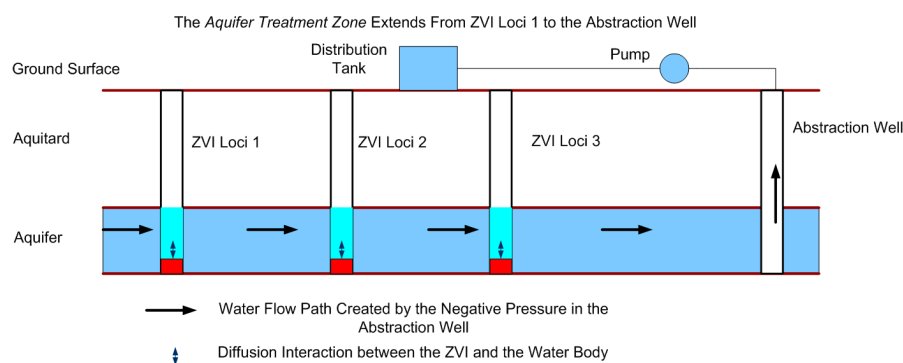 The Aquifer Treatment Zone Extends From ZVI Loci 1 to the Abstraction Well
Distribution
Tank
Pump
Ground Surface
Aquitard
ZVI Loci 1
ZVI Loci 2
ZVI Loci 3
Abstraction Well
Aquifer
Water Flow Path Created by the Negative Pressure in the
Abstraction Well
Diffusion Interaction between the ZVI and the Water Body